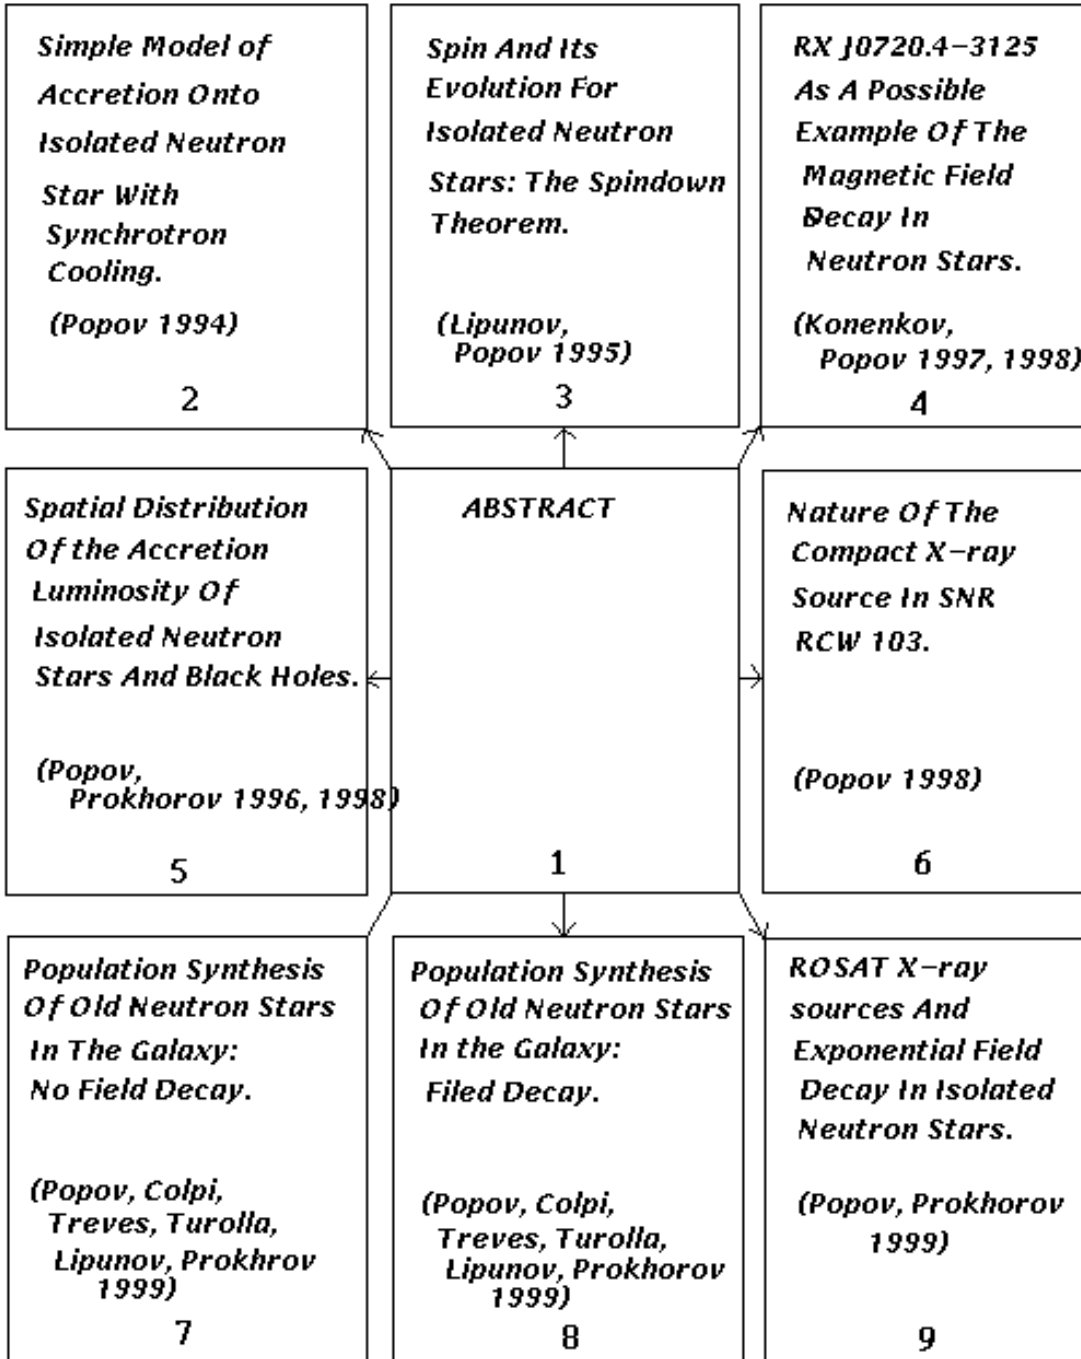 Simple Model of
Accretion Onto
Isolated Neutron
Star With
Synchrotron
Cooling.
(Popov 1994)
2
Spin And Its
Evolution For
Isolated Neutron
Stars: The Spindown
Theorem.
(Lipunov,
Popov 1995)
3
RX J0720.4–3125
As A Possible
Example Of The
Magnetic Field
Decay In
Neutron Stars.
(Konenkov,
Popov 1997, 1998)
4
Spatial Distribution
Of the Accretion
Luminosity Of
Isolated Neutron
Stars And Black Holes.
(Popov,
Prokhorov 1996, 1998)
5
ABSTRACT
1
Nature Of The
Compact X–ray
Source In SNR
RCW 103.
(Popov 1998)
6
Population Synthesis
Of Old Neutron Stars
In The Galaxy:
No Field Decay.
(Popov, Colpi,
Treves, Turolla,
Lipunov, Prokhrov
1999)
7
Population Synthesis
Of Old Neutron Stars
In the Galaxy:
Filed Decay.
(Popov, Colpi,
Treves, Turolla,
Lipunov, Prokhorov
1999)
8
ROSAT X–ray
sources And
Exponential Field
Decay In Isolated
Neutron Stars.
(Popov, Prokhorov
1999)
9